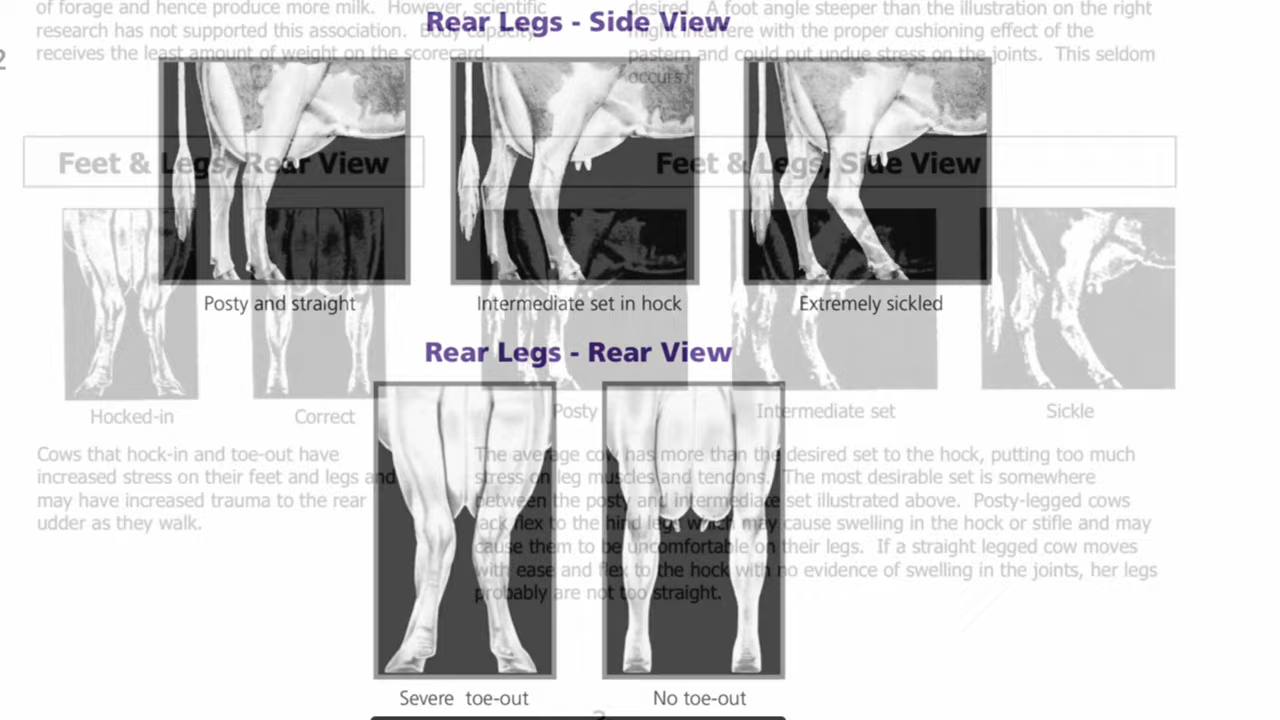 of forage and hence produce more milk. However, scientific
research has not supported this association. Body capacity
receives the least amount of weight on the scorecard.
desired. A foot angle steeper than the illustration on the right
might interfere with the proper cushioning effect of the
pastern and could put undue stress on the joints. This seldom
occurs.
2
Rear Legs - Side View
Posty and straight
Intermediate set in hock
Extremely sickled
Rear Legs - Rear View
Severe toe-out
No toe-out
Feet & Legs, Rear View
Hocked-in
Correct
Cows that hock-in and toe-out have
increased stress on their feet and legs and
may have increased trauma to the rear
udder as they walk.
Feet & Legs, Side View
Posty
Intermediate set
Sickle
The average cow has more than the desired set to the hock, putting too much
stress on leg muscles and tendons. The most desirable set is somewhere
between the posty and intermediate set illustrated above. Posty-legged cows
lack flex to the hind legs which may cause swelling in the hock or stifle and may
cause them to be uncomfortable on their legs. If a straight legged cow moves
with ease and flex to the hock with no evidence of swelling in the joints, her legs
probably are not too straight.